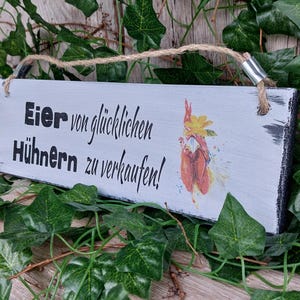 Eier von glücklichen
Hühnern zu verkaufen!